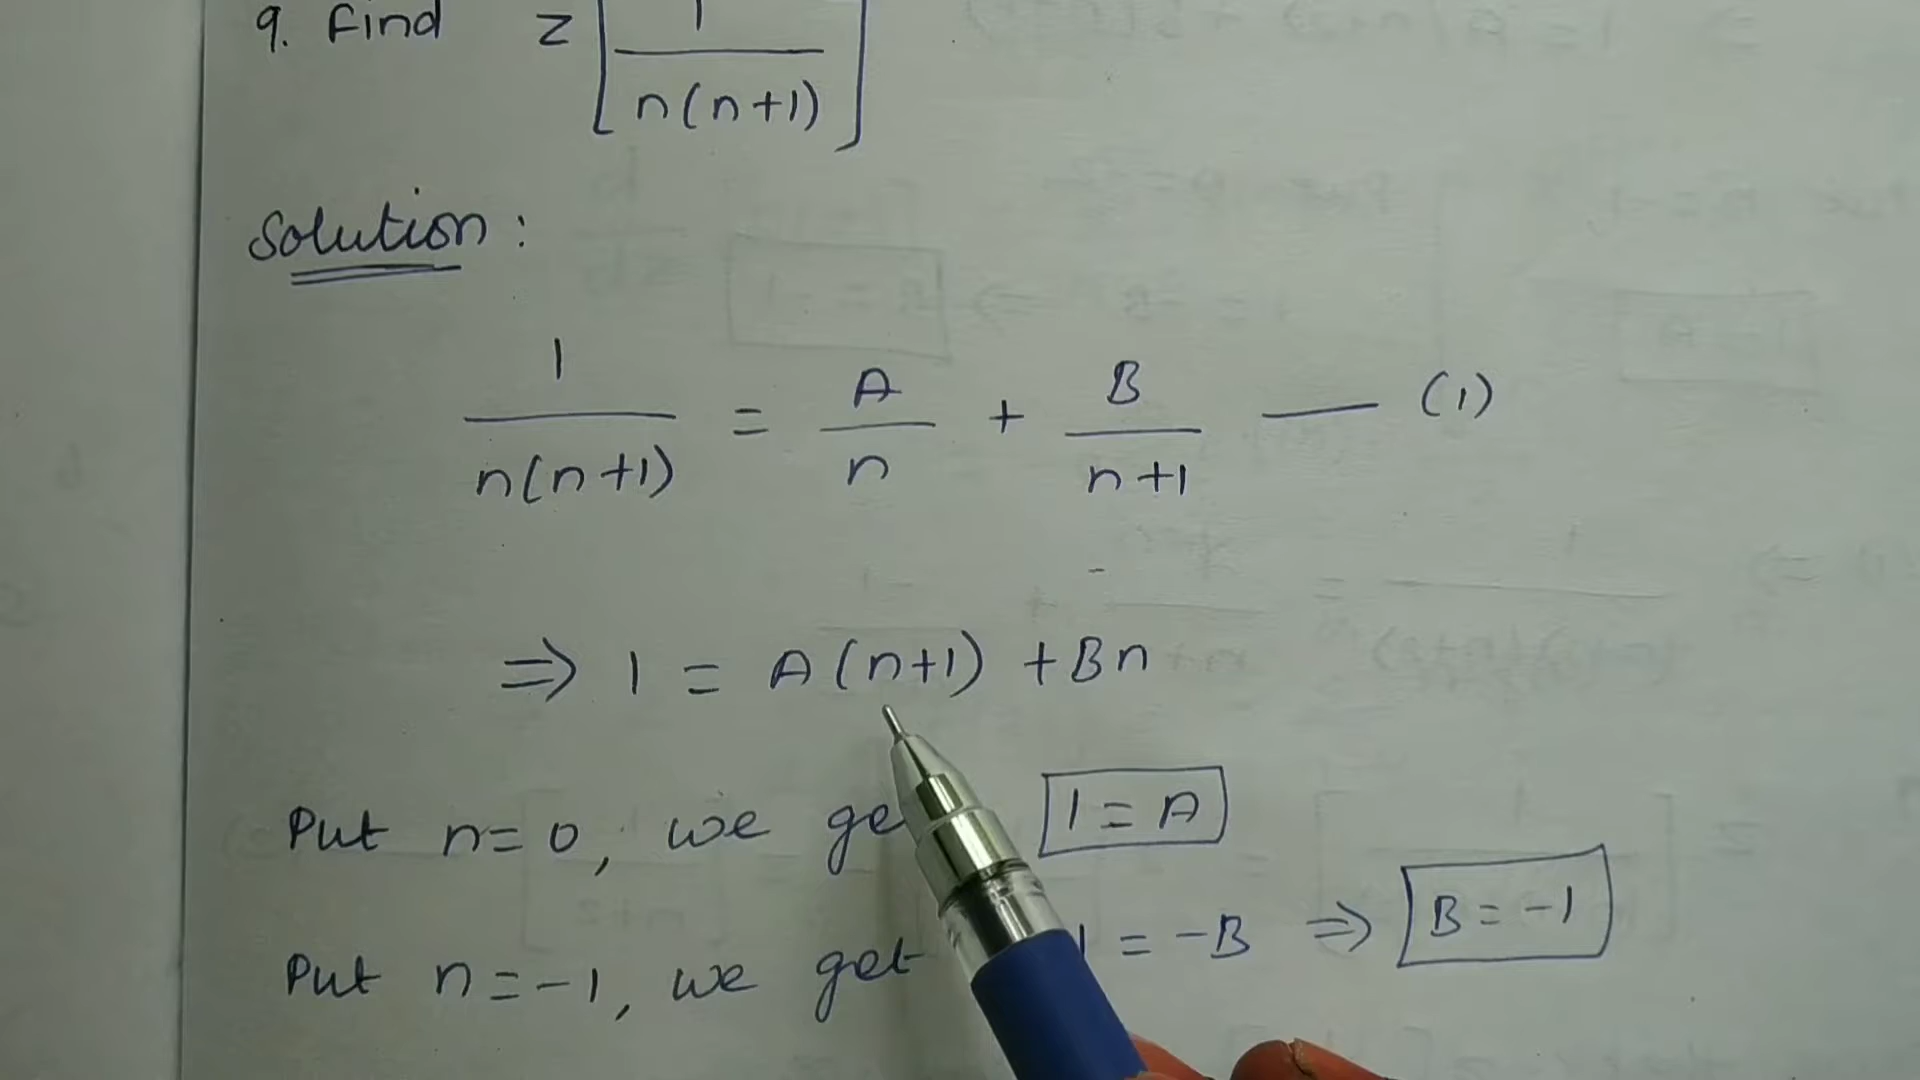 9. Find Z[1/n(n+1)]
Solution:
1/n(n+1) = A/n + B/n+1 — (1)
⇒ 1 = A(n+1) + Bn
Put n=0, we ge 1 = A
Put n=-1, we get 1 = -B ⇒ B = -1